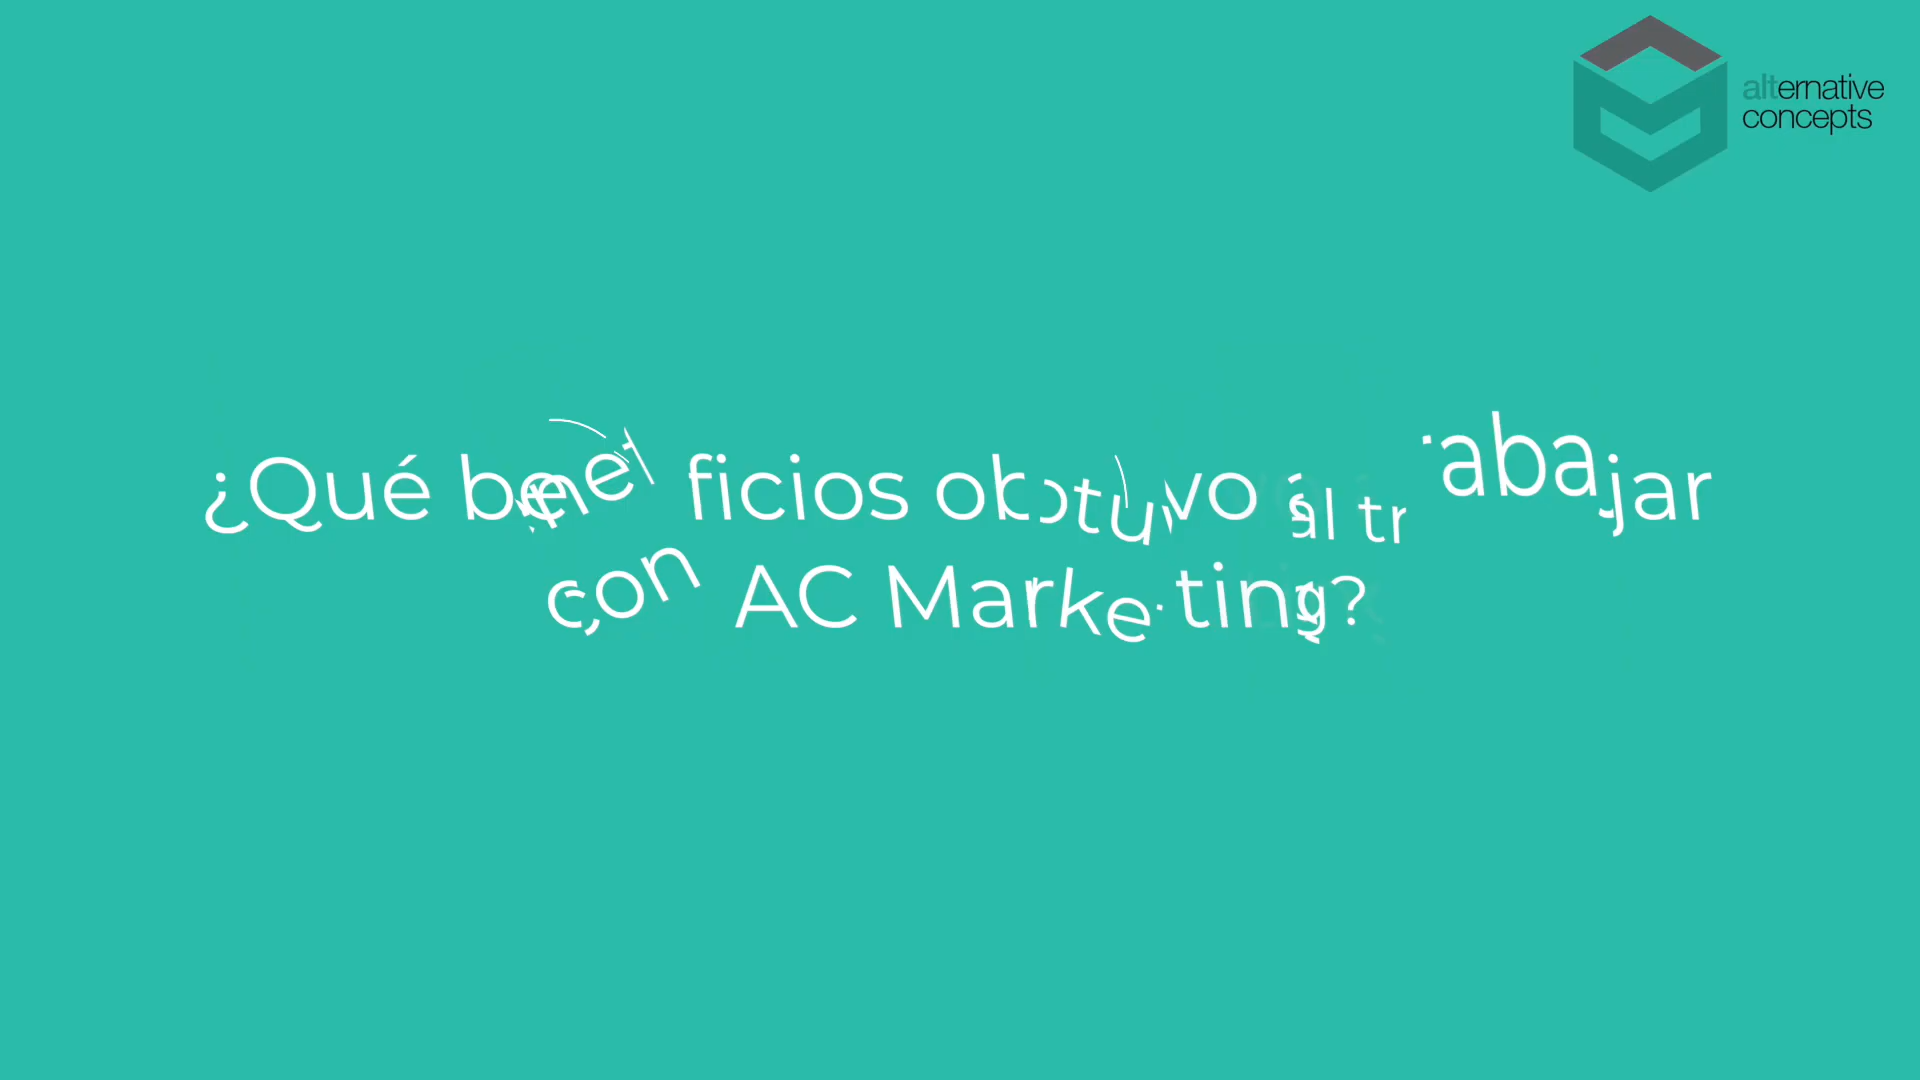 alternative
concepts
¿Qué beneficios obtuvo al trabajar
con AC Marketing?